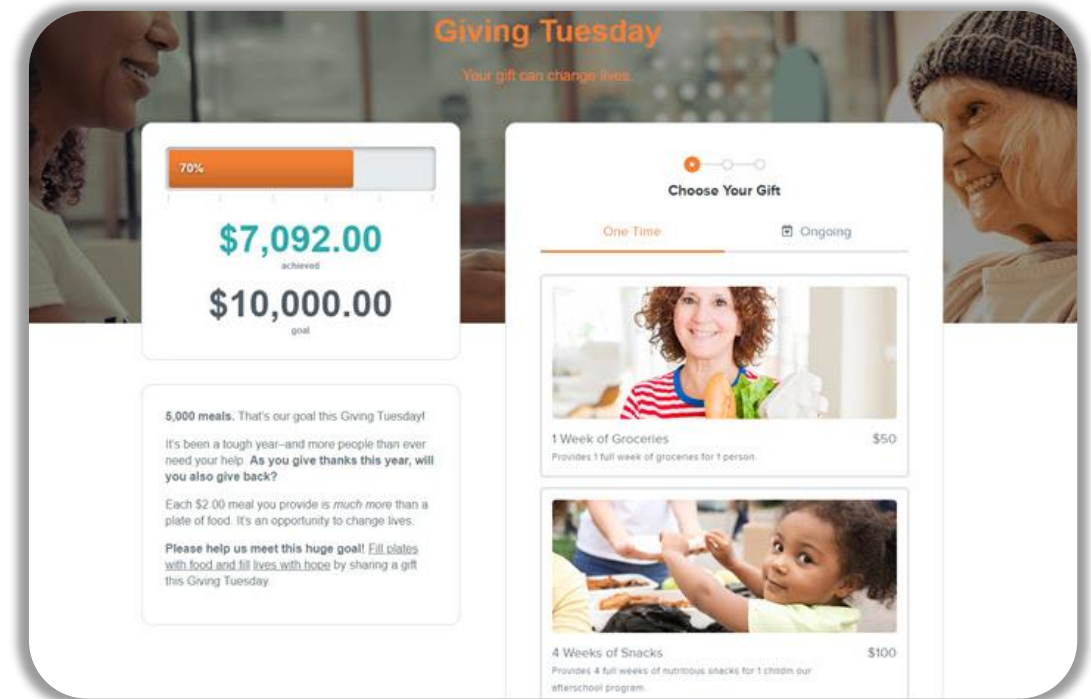 Giving Tuesday
Your gift can change lives.
70%
$7,092.00
achieved
$10,000.00
goal
5,000 meals. That's our goal this Giving Tuesday!
It's been a tough year–and more people than ever
need your help. As you give thanks this year, will
you also give back?
Each $2.00 meal you provide is much more than a
plate of food. It's an opportunity to change lives.
Please help us meet this huge goal! Fill plates
with food and fill lives with hope by sharing a gift
this Giving Tuesday.
Choose Your Gift
One Time
Ongoing
1 Week of Groceries
$50
Provides 1 full week of groceries for 1 person.
4 Weeks of Snacks
$100
Provides 4 full weeks of nutritious snacks for 1 childin our
afterschool program.